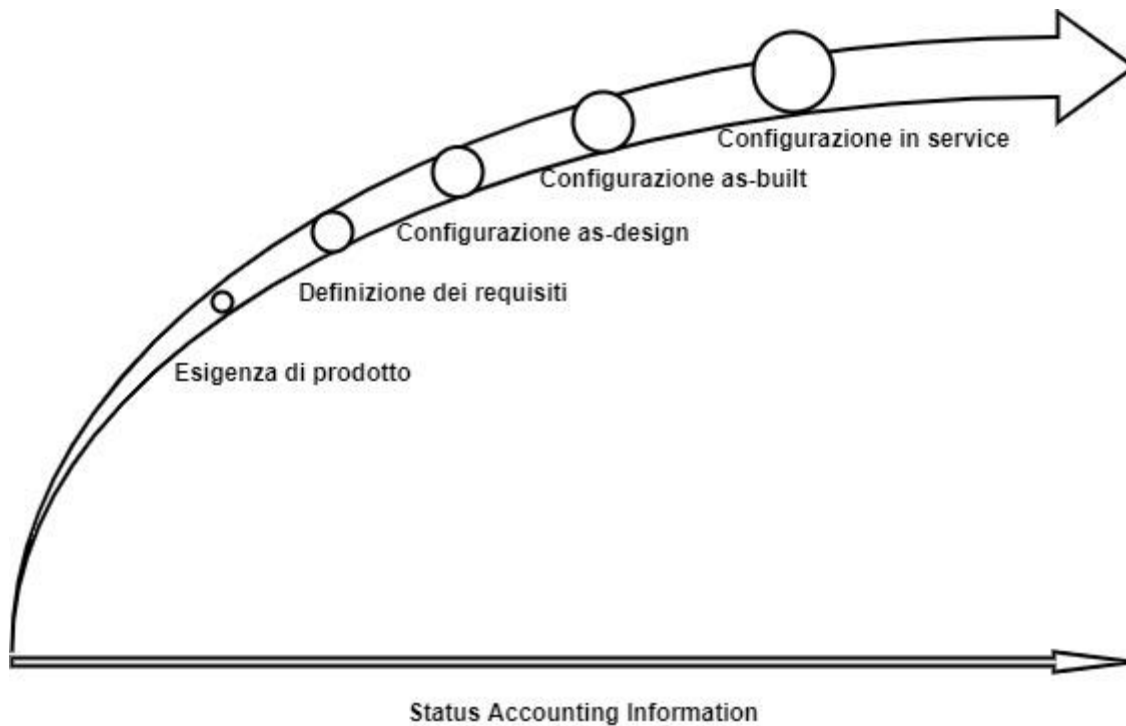 Configurazione in service
Configurazione as-built
Configurazione as-design
Definizione dei requisiti
Esigenza di prodotto
Status Accounting Information